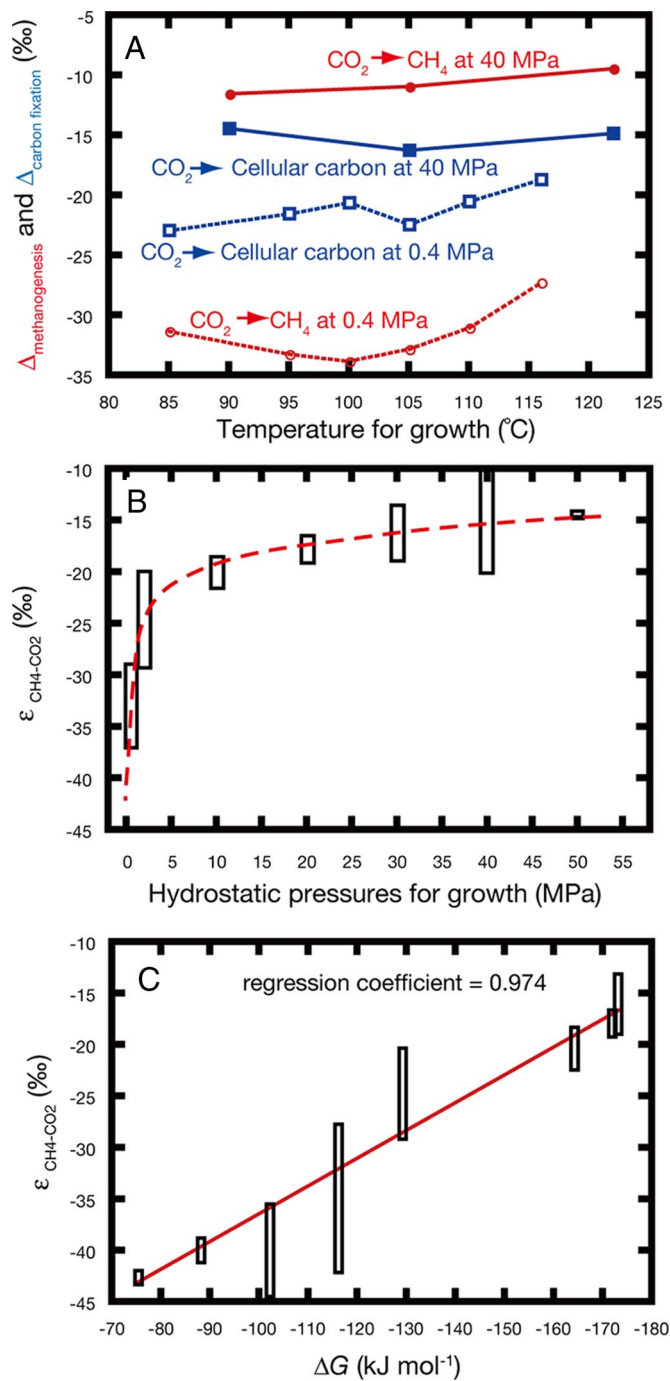 A
Δmethanogenesis and Δcarbon fixation (‰)
-5
-10
-15
-20
-25
-30
-35
CO2 → CH4 at 40 MPa
CO2 → Cellular carbon at 40 MPa
CO2 → Cellular carbon at 0.4 MPa
CO2 → CH4 at 0.4 MPa
80 85 90 95 100 105 110 115 120 125
Temperature for growth (°C)
B
ε CH4-CO2
(‰)
-10
-15
-20
-25
-30
-35
-40
-45
0 5 10 15 20 25 30 35 40 45 50 55
Hydrostatic pressures for growth (MPa)
C
regression coefficient = 0.974
ε CH4-CO2
(‰)
-10
-15
-20
-25
-30
-35
-40
-45
-70 -80 -90 -100 -110 -120 -130 -140 -150 -160 -170 -180
ΔG (kJ mol-1)